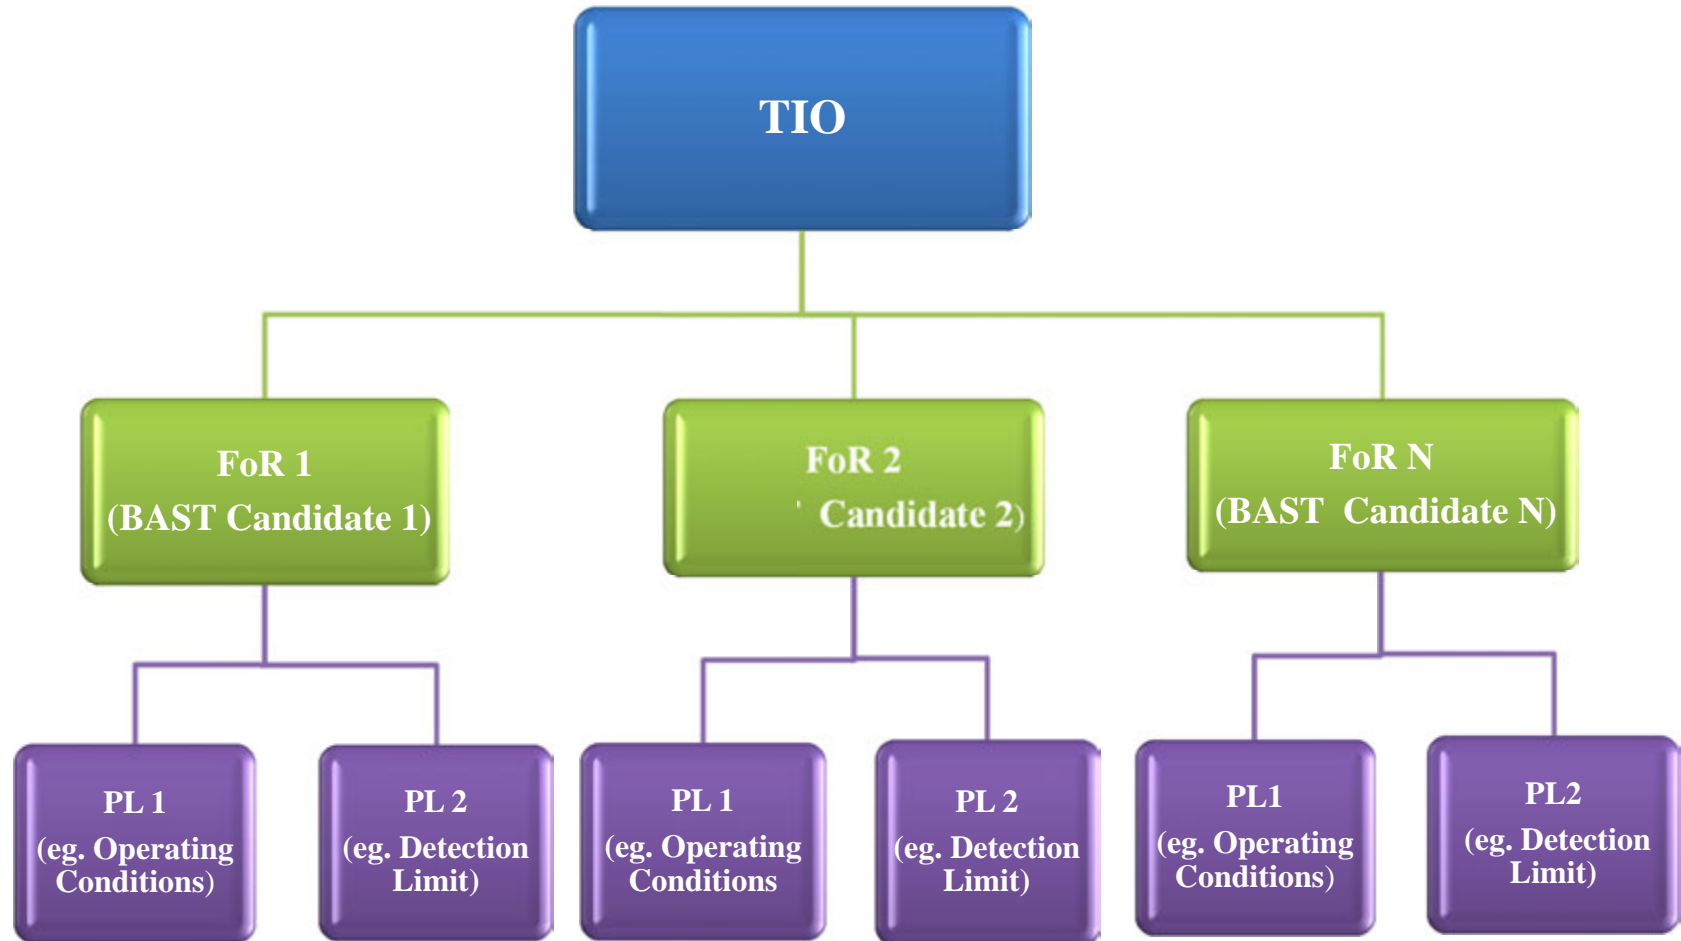 TIO
FoR 1
(BAST Candidate 1)
FoR 2
Candidate 2)
FoR N
(BAST Candidate N)
PL 1
(eg. Operating
Conditions)
PL 2
(eg. Detection
Limit)
PL 1
(eg. Operating
Conditions
PL 2
(eg. Detection
Limit)
PL1
(eg. Operating
Conditions)
PL2
(eg. Detection
Limit)